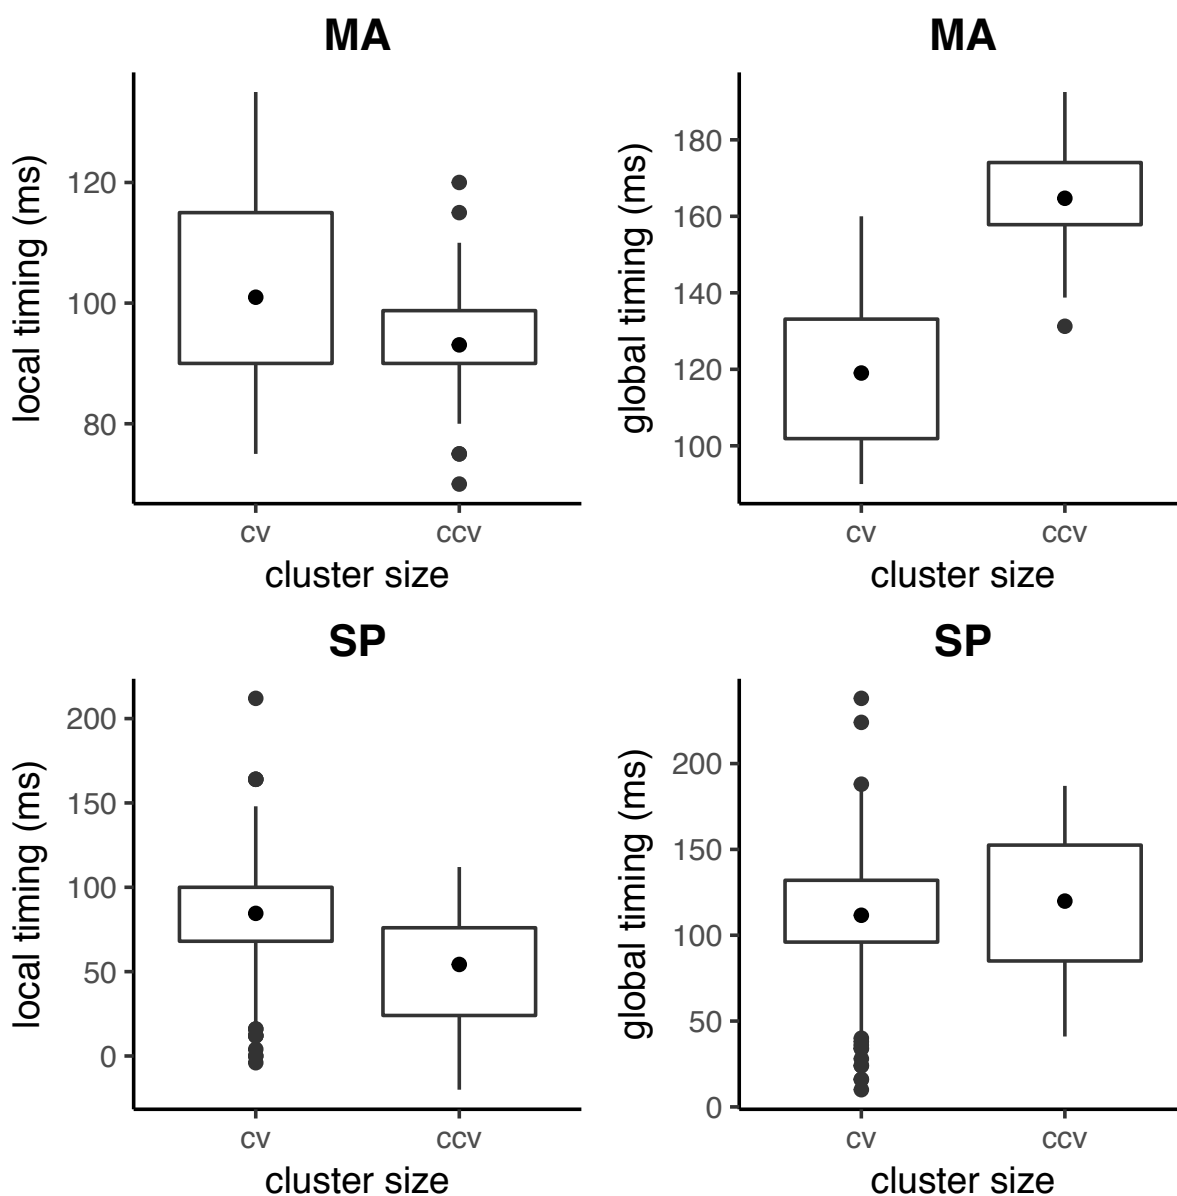 MA
local timing (ms)
120
100
80
cv
ccv
cluster size
MA
global timing (ms)
180
160
140
120
100
cv
ccv
cluster size
SP
local timing (ms)
200
150
100
50
0
cv
ccv
cluster size
SP
global timing (ms)
200
150
100
50
0
cv
ccv
cluster size